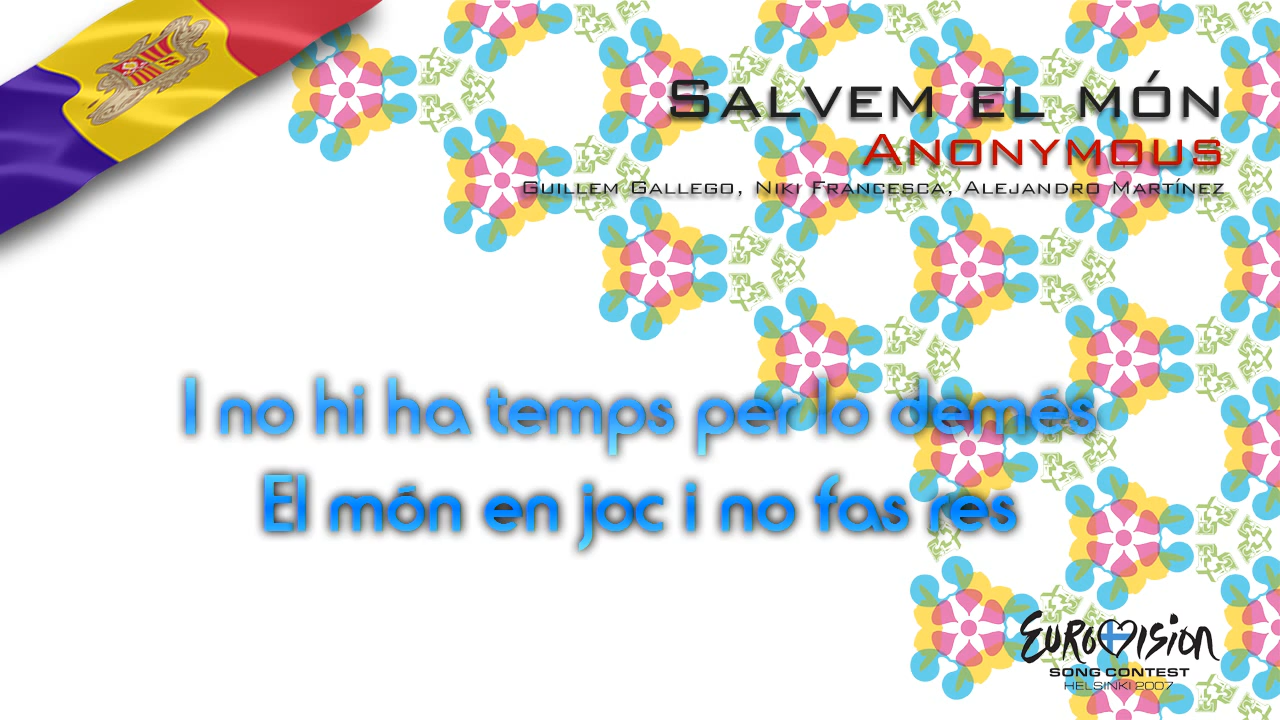 Salvem el món
Anonymous
Guillem Gallego, Niki Francesca, Alejandro Martínez
I no hi ha temps per lo demés
El món en joc i no fas res
EUROVISION
SONG CONTEST
HELSINKI 2007